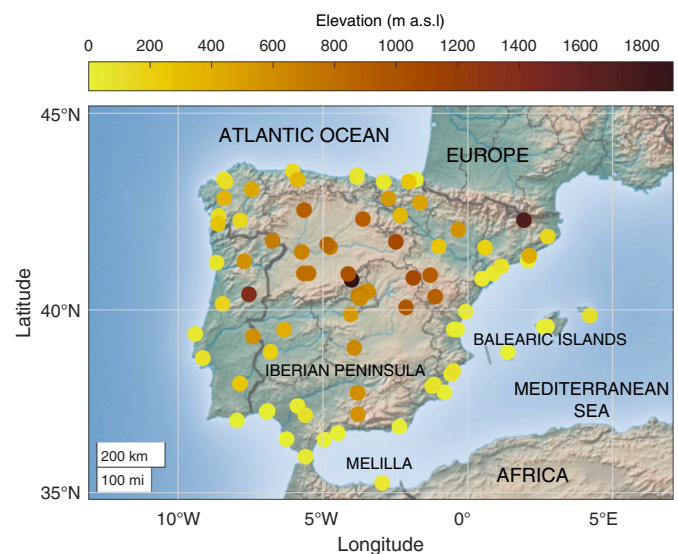 Elevation (m a.s.l)
0 200 400 600 800 1000 1200 1400 1600 1800
45°N
ATLANTIC OCEAN
EUROPE
Latitude
40°N
BALEARIC ISLANDS
IBERIAN PENINSULA
MEDITERRANEAN
SEA
200 km
100 mi
MELILLA
AFRICA
35°N
10°W 5°W 0° 5°E
Longitude